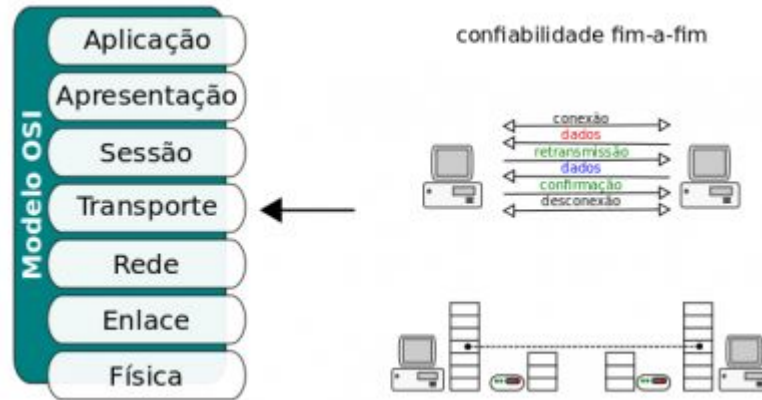 Modelo OSI
Aplicação
Apresentação
Sessão
Transporte
Rede
Enlace
Física
confiabilidade fim-a-fim
conexão
dados
retransmissão
dados
confirmação
desconexão